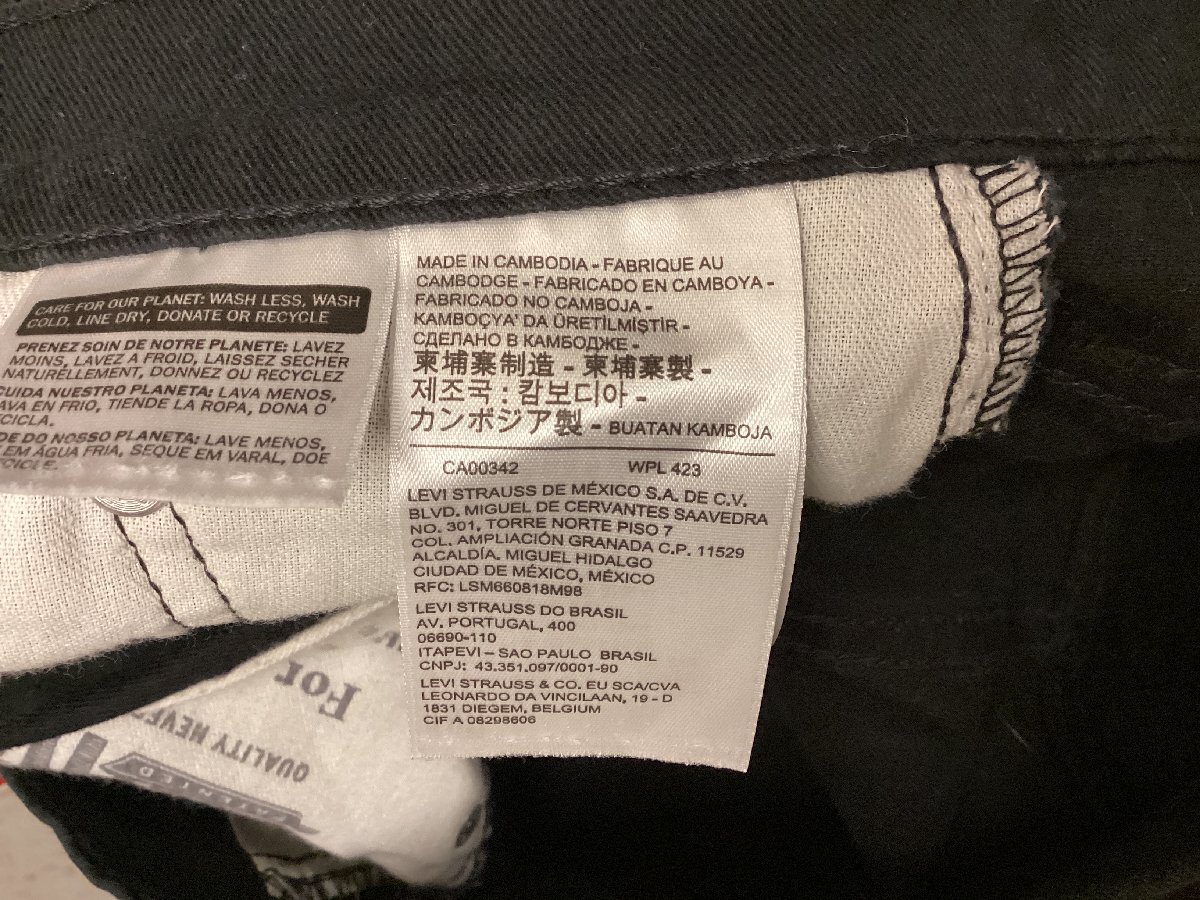 CARE FOR OUR PLANET: WASH LESS, WASH
COLD, LINE DRY, DONATE OR RECYCLE
PRENEZ SOIN DE NOTRE PLANETE: LAVEZ
MOINS, LAVEZ A FROID, LAISSEZ SECHER
NATURELLEMENT, DONNEZ OU RECYCLEZ
CUIDA NUESTRO PLANETA: LAVA MENOS,
LAVA EN FRIO, TIENDE LA ROPA, DONA O
DO NOSSO PLANETA: LAVE MENOS,
EM ÁGUA FRIA, SEQUE EM VARAL, DOE
MADE IN CAMBODIA - FABRIQUE AU
CAMBODGE - FABRICADO EN CAMBOYA -
FABRICADO NO CAMBOJA -
KAMBOÇYA' DA ÜRETİLMİŞTİR -
СДЕЛАНО В КАМБОДЖЕ -
柬埔寨制造 - 柬埔寨製 -
제조국 : 캄보디아 -
カンボジア製 - BUATAN KAMBOJA
CA00342 WPL 423
LEVI STRAUSS DE MÉXICO S.A. DE C.V.
BLVD. MIGUEL DE CERVANTES SAAVEDRA
NO. 301, TORRE NORTE PISO 7
COL. AMPLIACIÓN GRANADA C.P. 11529
ALCALDÍA. MIGUEL HIDALGO
CIUDAD DE MÉXICO, MÉXICO
RFC: LSM660818M98
LEVI STRAUSS DO BRASIL
AV. PORTUGAL, 400
06690-110
ITAPEVI – SAO PAULO BRASIL
CNPJ: 43.351.097/0001-90
LEVI STRAUSS & CO. EU SCA/CVA
LEONARDO DA VINCILAAN, 19 - D
1831 DIEGEM, BELGIUM
CIF A 08298606
For
QUALITY